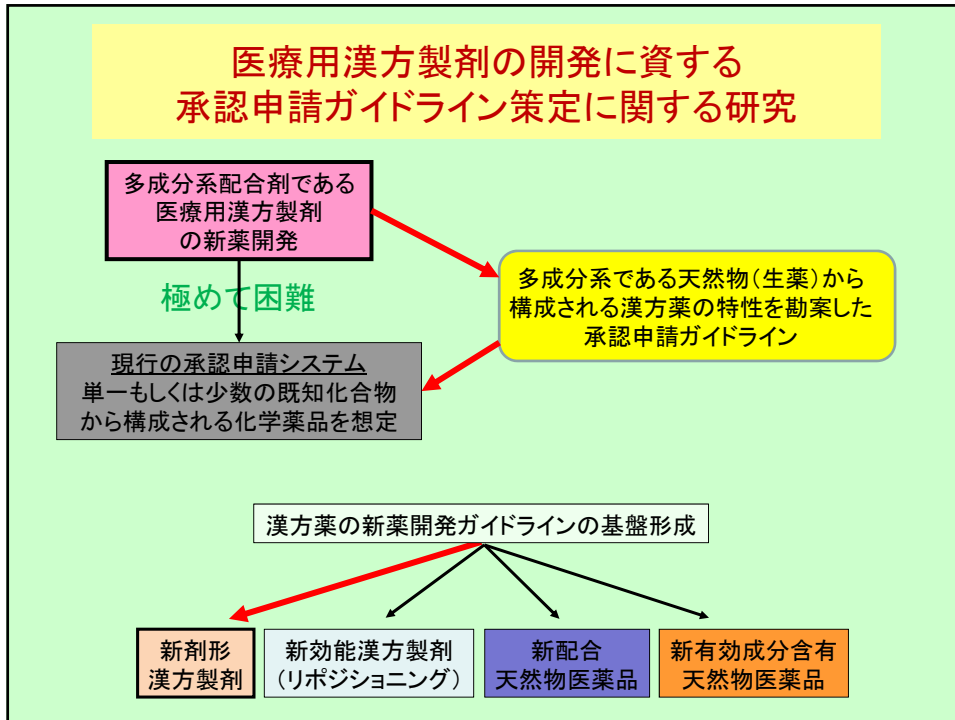 医療用漢方製剤の開発に資する
承認申請ガイドライン策定に関する研究
多成分系配合剤である
医療用漢方製剤
の新薬開発
極めて困難
多成分系である天然物(生薬)から
構成される漢方薬の特性を勘案した
承認申請ガイドライン
現行の承認申請システム
単一もしくは少数の既知化合物
から構成される化学薬品を想定
漢方薬の新薬開発ガイドラインの基盤形成
新剤形
漢方製剤
新効能漢方製剤
(リポジショニング)
新配合
天然物医薬品
新有効成分含有
天然物医薬品